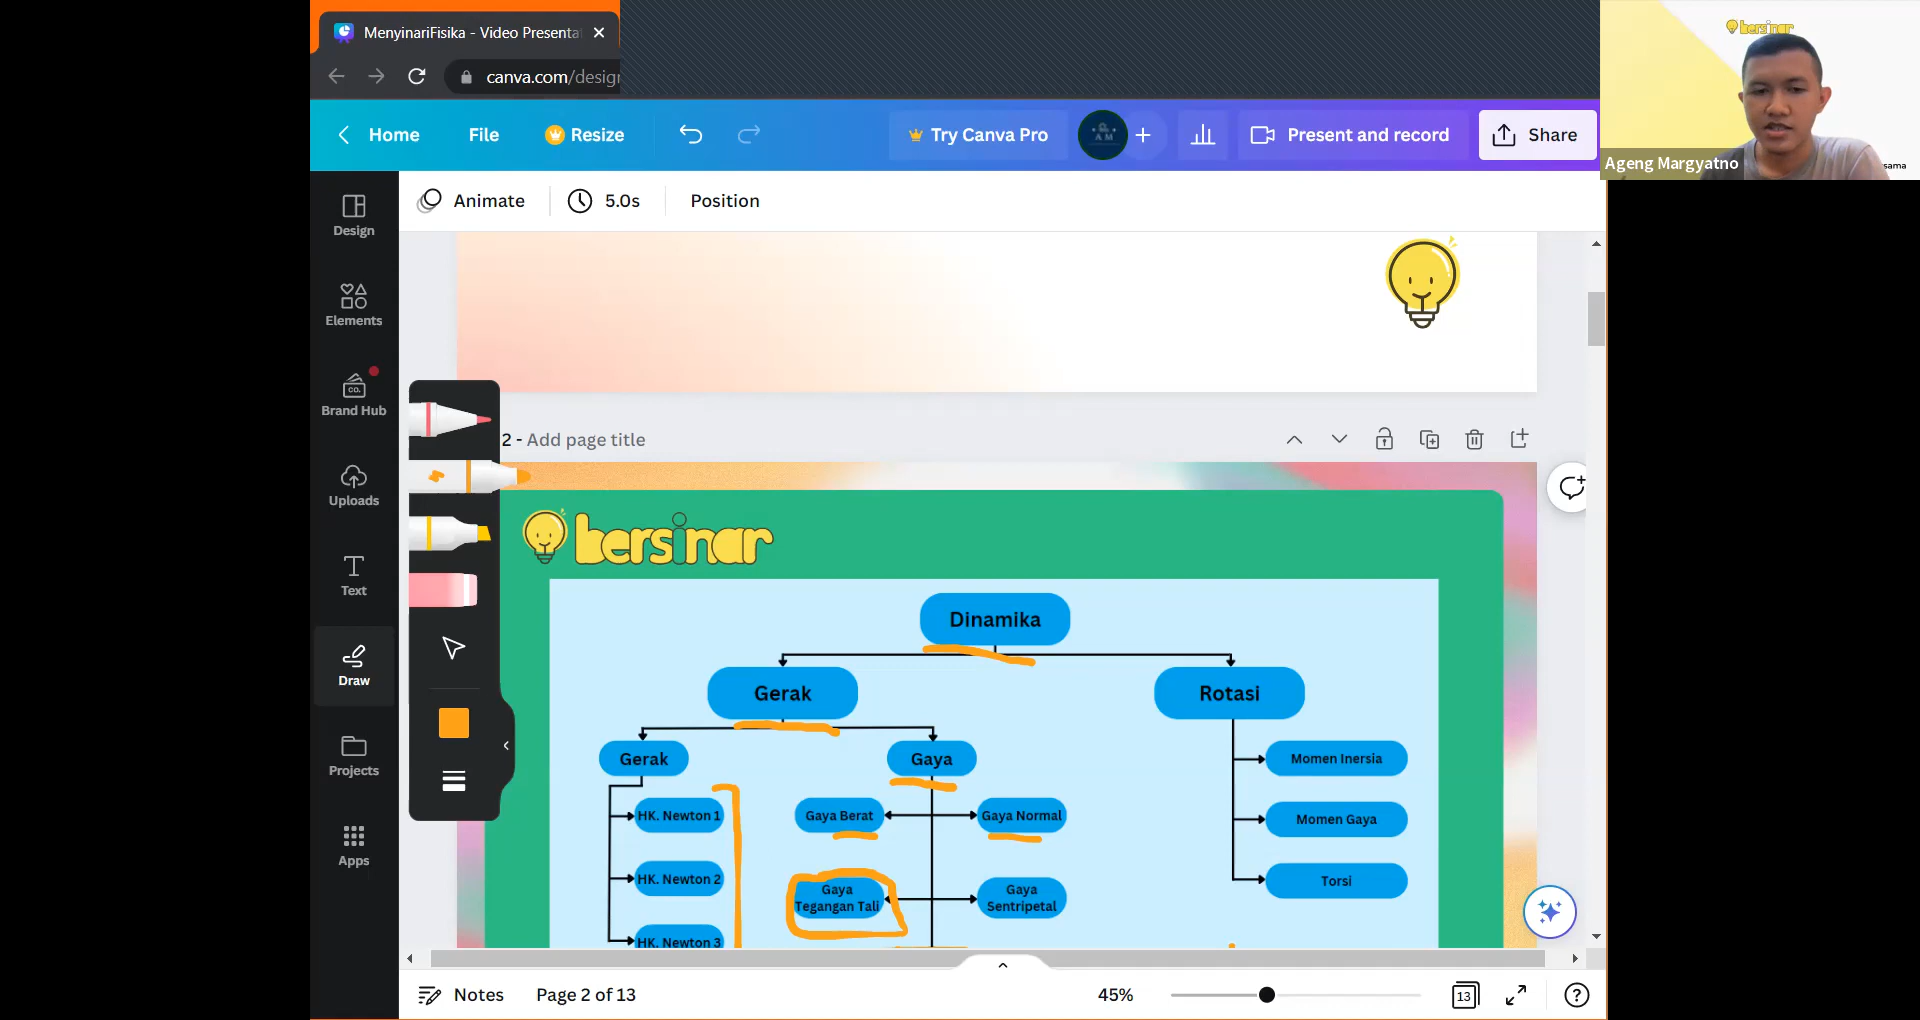 MenyinariFisika - Video Presenta
canva.com/desig
Home
File
Resize
Try Canva Pro
A M
Present and record
Share
bersinar
Ageng Margyatno
sama
Animate
5.0s
Position
Design
Elements
CO.
Brand Hub
Uploads
Text
Draw
Projects
Apps
2 - Add page title
bersinar
Dinamika
Gerak
Rotasi
Gerak
Gaya
Momen Inersia
HK. Newton 1
Gaya Berat
Gaya Normal
Momen Gaya
HK. Newton 2
Gaya
Tegangan Tali
Gaya
Sentripetal
Torsi
HK. Newton 3
Notes
Page 2 of 13
45%
13
?